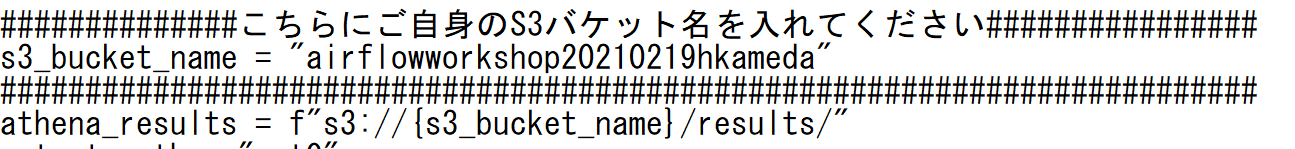 ##############こちらにご自身のS3バケット名を入れてください################
s3_bucket_name = "airflowworkshop20210219hkameda"
##########################################################################
athena_results = f"s3://{s3_bucket_name}/results/"